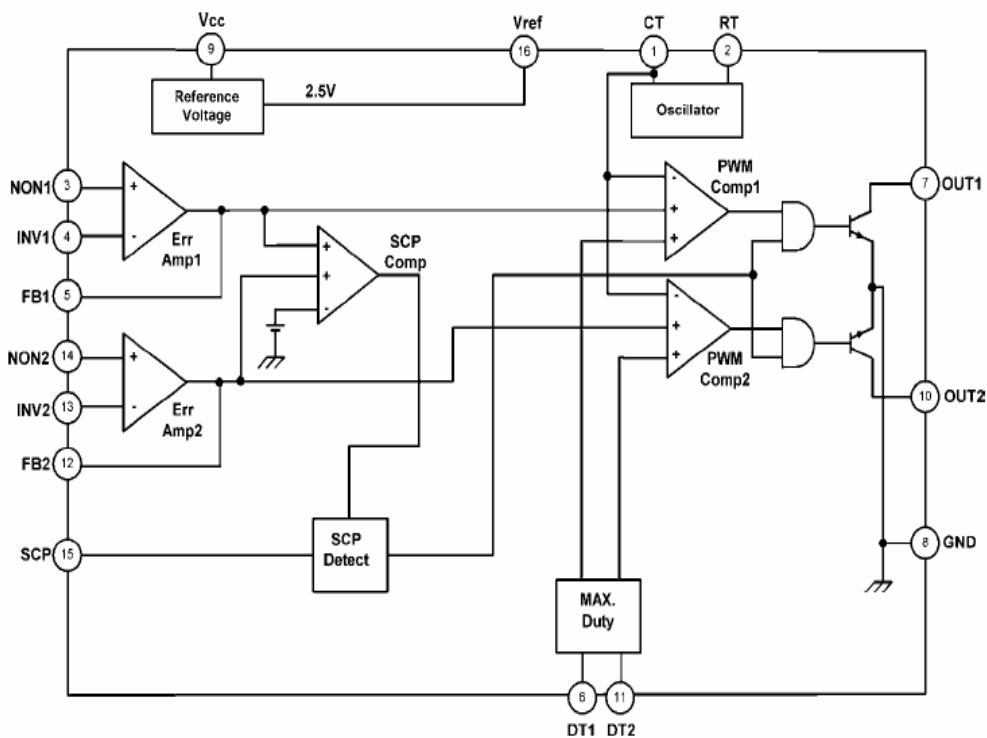 Vcc
Vref
CT
RT
9
16
1
2
Reference
Voltage
2.5V
Oscillator
NON1
3
+
INV1
4
-
Err
Amp1
FB1
5
+
+
-
SCP
Comp
PWM
Comp1
-
+
+
7
OUT1
NON2
14
+
INV2
13
-
Err
Amp2
FB2
12
-
+
+
PWM
Comp2
10
OUT2
SCP
15
SCP
Detect
8
GND
MAX.
Duty
6
11
DT1
DT2